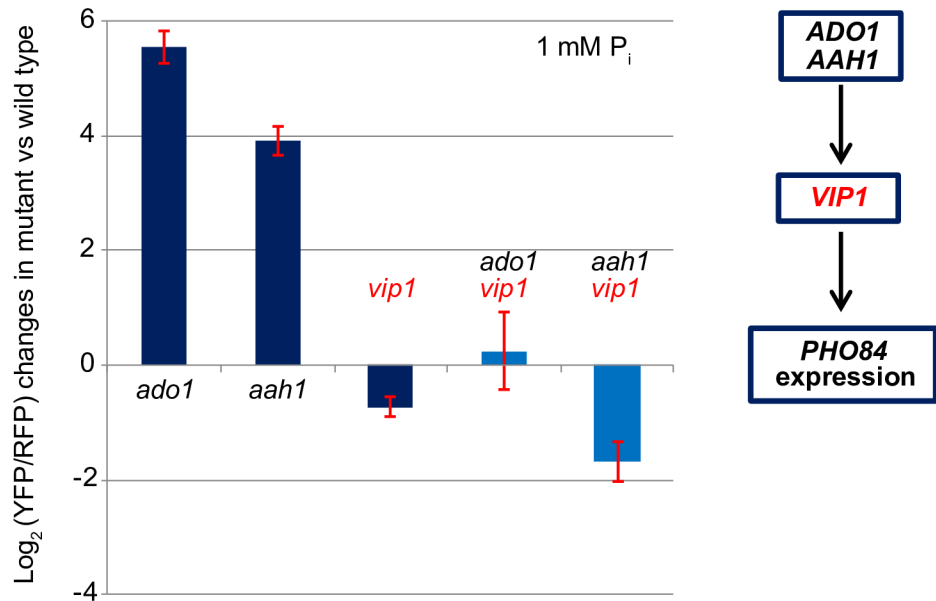 Log2 (YFP/RFP) changes in mutant vs wild type
6
4
2
0
-2
-4
1 mM Pi
ado1
aah1
vip1
ado1
vip1
aah1
vip1
ADO1
AAH1
VIP1
PHO84
expression